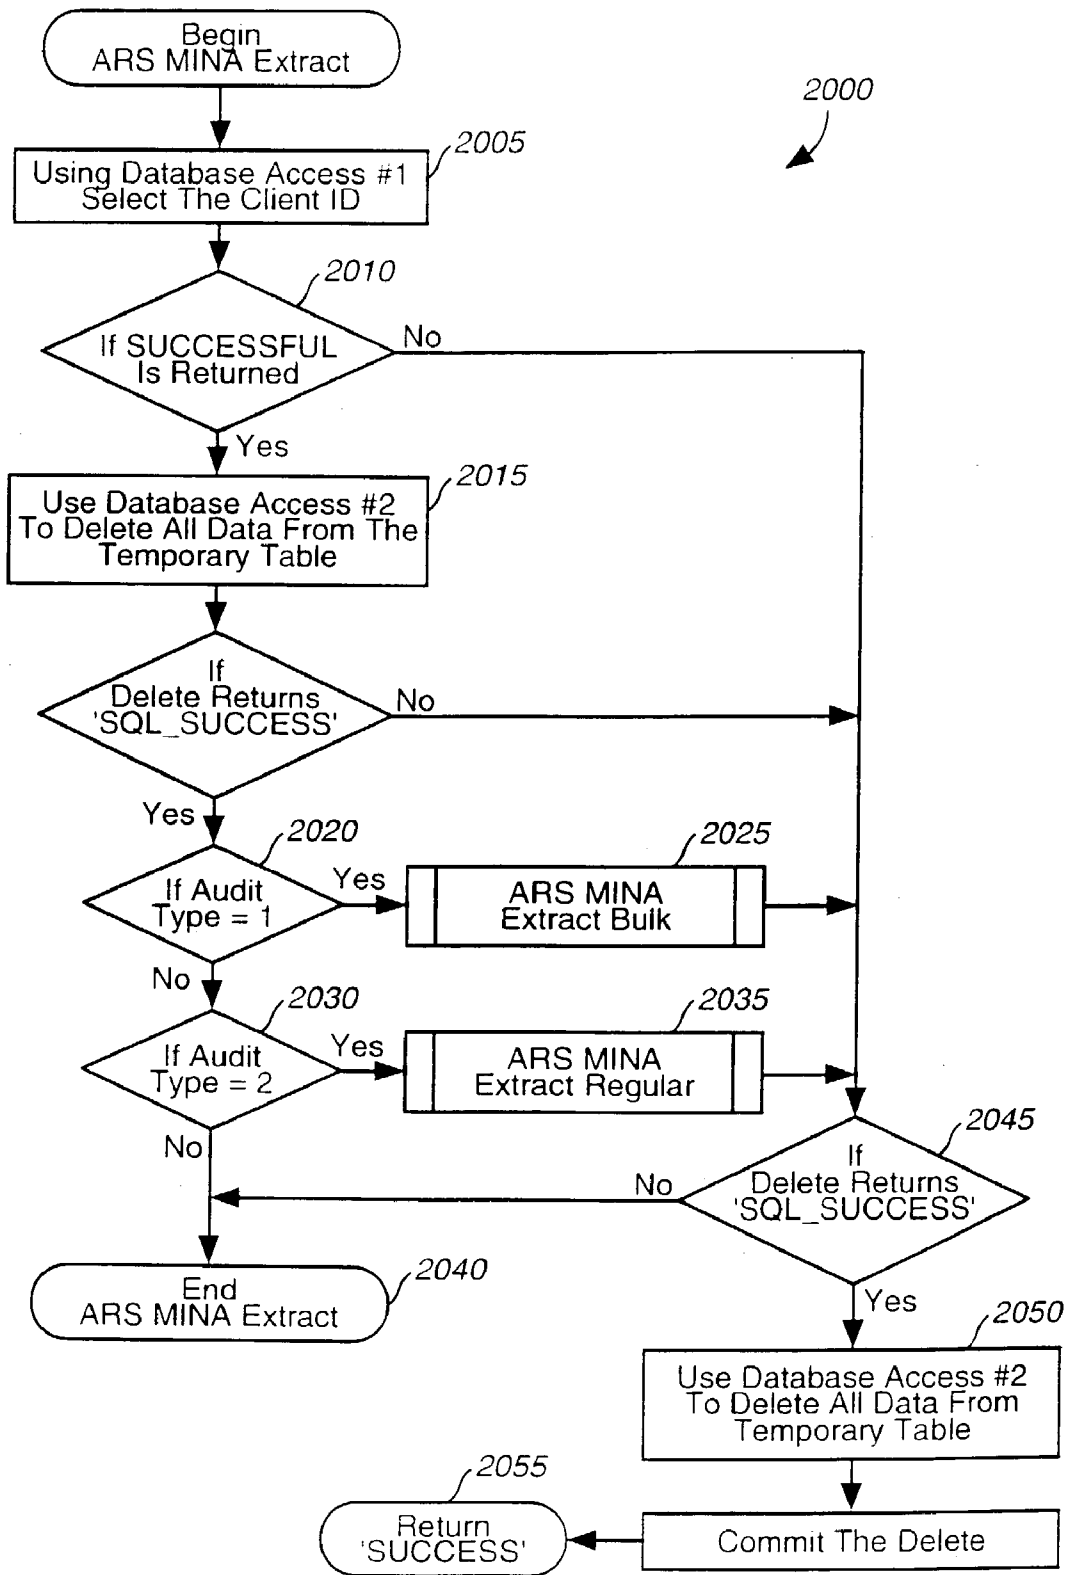 Begin
ARS MINA Extract
2000
2005
Using Database Access #1
Select The Client ID
2010
If SUCCESSFUL
Is Returned
No
Yes
2015
Use Database Access #2
To Delete All Data From The
Temporary Table
If
Delete Returns
'SQL_SUCCESS'
No
Yes
2020
If Audit
Type = 1
Yes
2025
ARS MINA
Extract Bulk
No
2030
If Audit
Type = 2
Yes
2035
ARS MINA
Extract Regular
No
2045
If
Delete Returns
'SQL_SUCCESS'
No
2040
End
ARS MINA Extract
Yes
2050
Use Database Access #2
To Delete All Data From
Temporary Table
2055
Return
'SUCCESS'
Commit The Delete